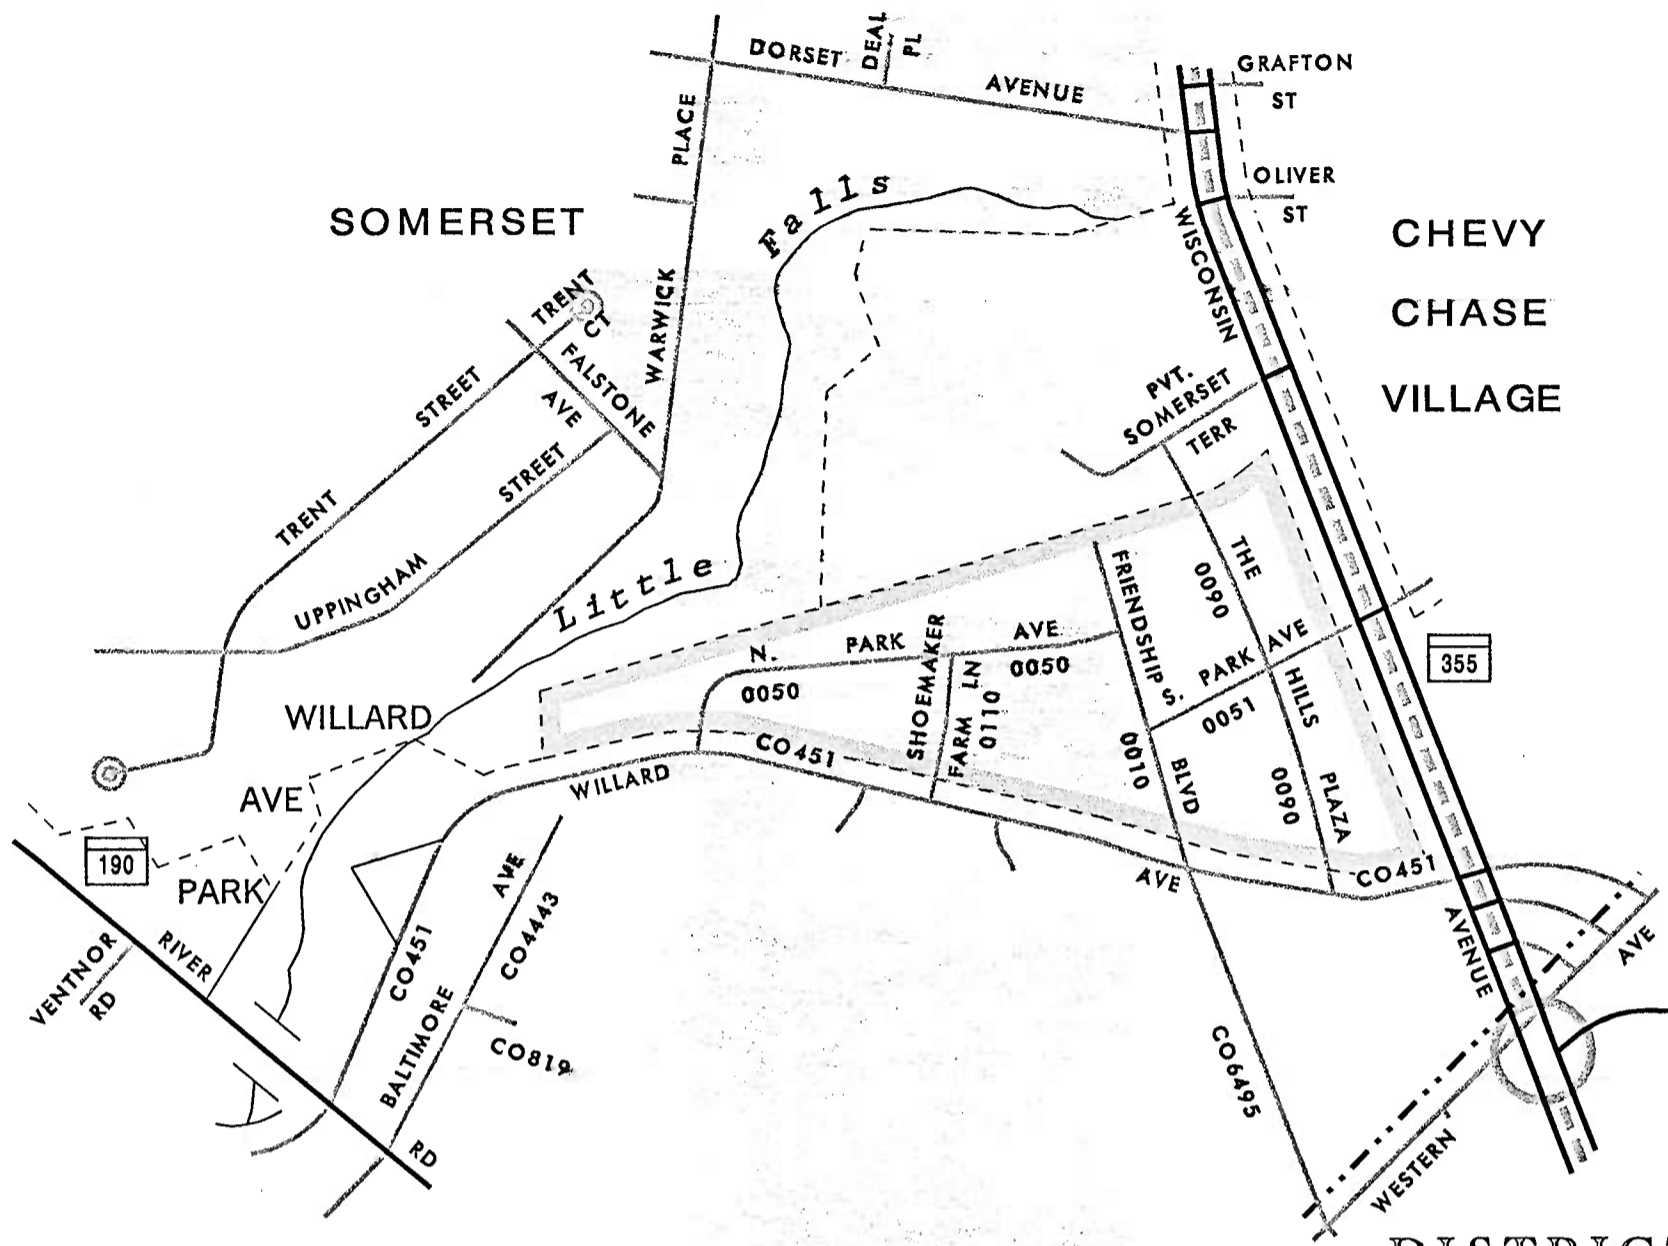 DORSET
DEAL
PL
AVENUE
GRAFTON
ST
PLACE
OLIVER
ST
SOMERSET
Falls
WISCONSIN
CHEVY
CHASE
VILLAGE
TRENT
CT
WARWICK
FALSTONE
AVE
STREET
PVT.
SOMERSET
TERR
STREET
TRENT
UPPINGHAM
Little
THE
0090
FRIENDSHIP
N.
PARK
AVE
0050
0050
SHOEMAKER
FARM LN
0110
S. PARK AVE
0051
HILLS
355
WILLARD
AVE
PARK
CO451
WILLARD
0010
BLVD
0090
PLAZA
190
AVE
CO451
AVE
CO4443
CO451
RIVER
VENTNOR
RD
BALTIMORE
CO819
RD
AVENUE
AVE
CO6495
WESTERN